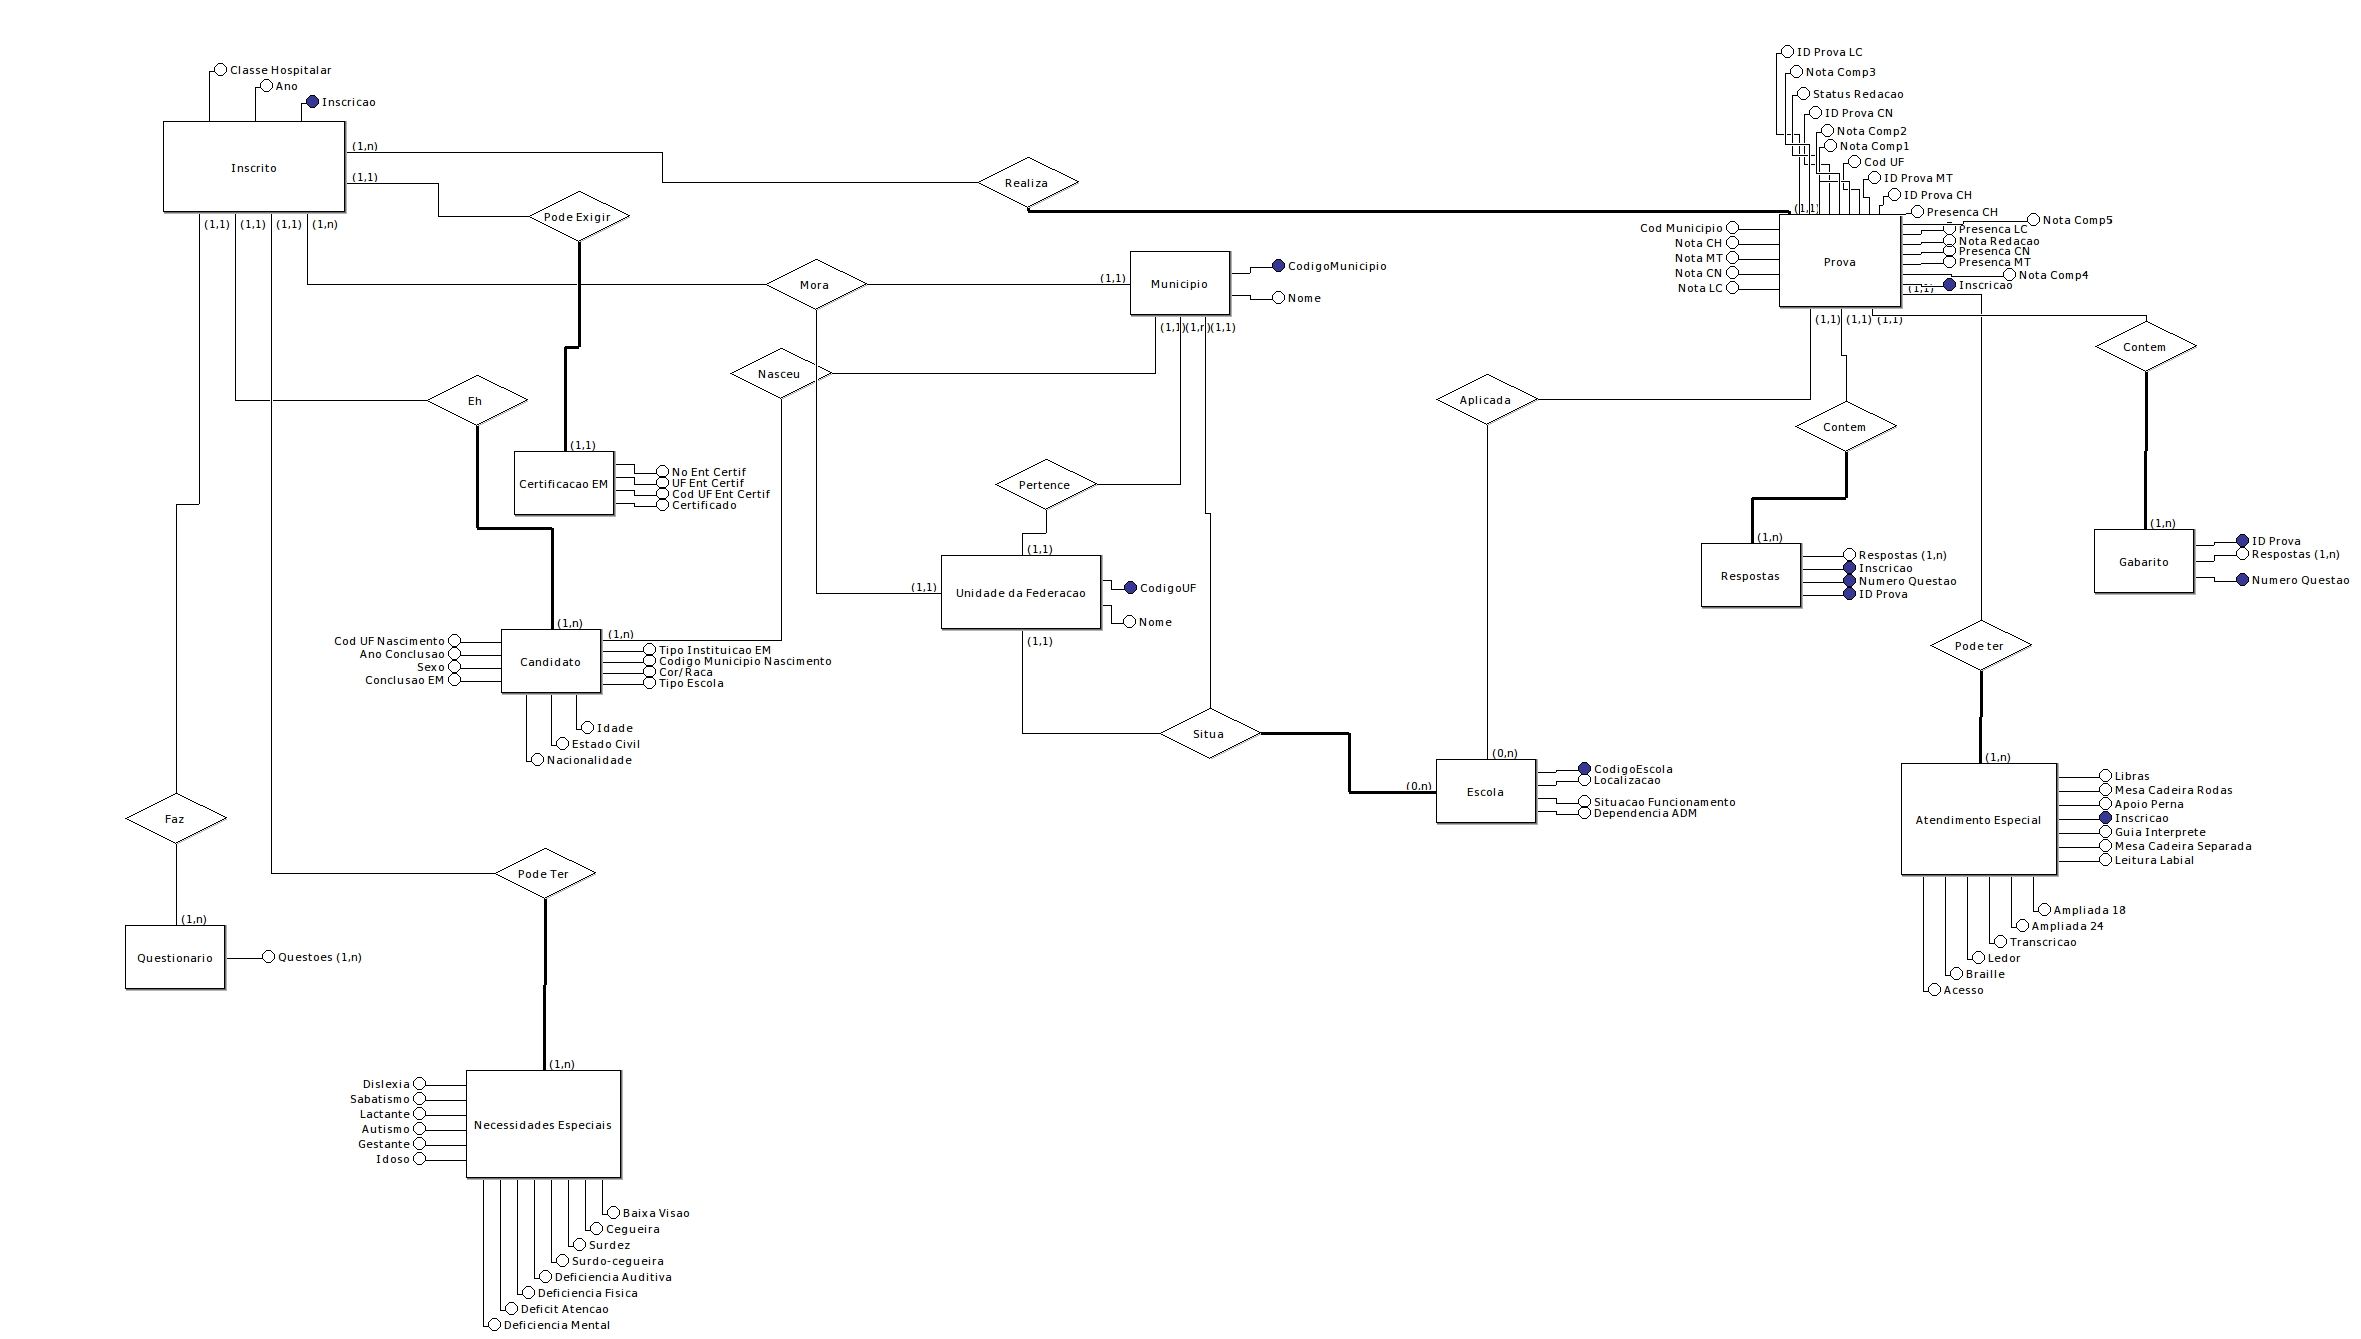 ID Prova LC
Classe Hospitalar
Nota Comp3
Ano
Status Redacao
Inscricao
ID Prova CN
Nota Comp2
Nota Comp1
(1,n)
Cod UF
Inscrito
(1,1)
Realiza
ID Prova MT
ID Prova CH
(1,1)
Presenca CH
Pode Exigir
Nota Comp5
(1,1) (1,1) (1,1) (1,n)
Cod Municipio
Presenca LC
Nota CH
Nota Redacao
Presenca CN
Nota MT
Prova
Presenca MT
CodigoMunicipio
Nota CN
Nota Comp4
Mora
(1,1)
Municipio
Nota LC
(1,1)
Inscricao
Nome
(1,1) (1,n) (1,1)
(1,1) (1,1) (1,1)
Contem
Nasceu
Eh
Aplicada
Contem
(1,1)
No Ent Certif
Certificacao EM
UF Ent Certif
Cod UF Ent Certif
Certificado
Pertence
(1,n)
(1,n)
(1,1)
ID Prova
Respostas (1,n)
Gabarito
Numero Questao
Respostas (1,n)
Inscricao
Respostas
Numero Questao
ID Prova
(1,1)
Unidade da Federacao
CodigoUF
Nome
(1,n)
(1,n)
(1,1)
Cod UF Nascimento
Ano Conclusao
Sexo
Conclusao EM
Candidato
Tipo Instituicao EM
Codigo Municipio Nascimento
Cor/Raca
Tipo Escola
Pode ter
Idade
Estado Civil
Nacionalidade
Situa
(0,n)
(1,n)
(0,n)
Escola
CodigoEscola
Localizacao
Situacao Funcionamento
Dependencia ADM
Libras
Mesa Cadeira Rodas
Apoio Perna
Atendimento Especial
Inscricao
Guia Interprete
Mesa Cadeira Separada
Leitura Labial
Faz
Pode Ter
Ampliada 18
Ampliada 24
Transcricao
Ledor
Braille
Acesso
(1,n)
Questionario
Questoes (1,n)
(1,n)
Dislexia
Sabatismo
Lactante
Autismo
Gestante
Idoso
Necessidades Especiais
Baixa Visao
Cegueira
Surdez
Surdo-cegueira
Deficiencia Auditiva
Deficiencia Fisica
Deficit Atencao
Deficiencia Mental